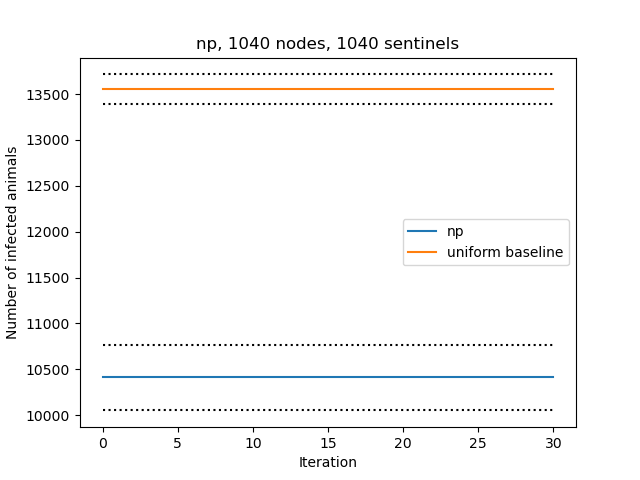 np, 1040 nodes, 1040 sentinels
Number of infected animals
13500
13000
12500
12000
11500
11000
10500
10000
np
uniform baseline
0 5 10 15 20 25 30
Iteration